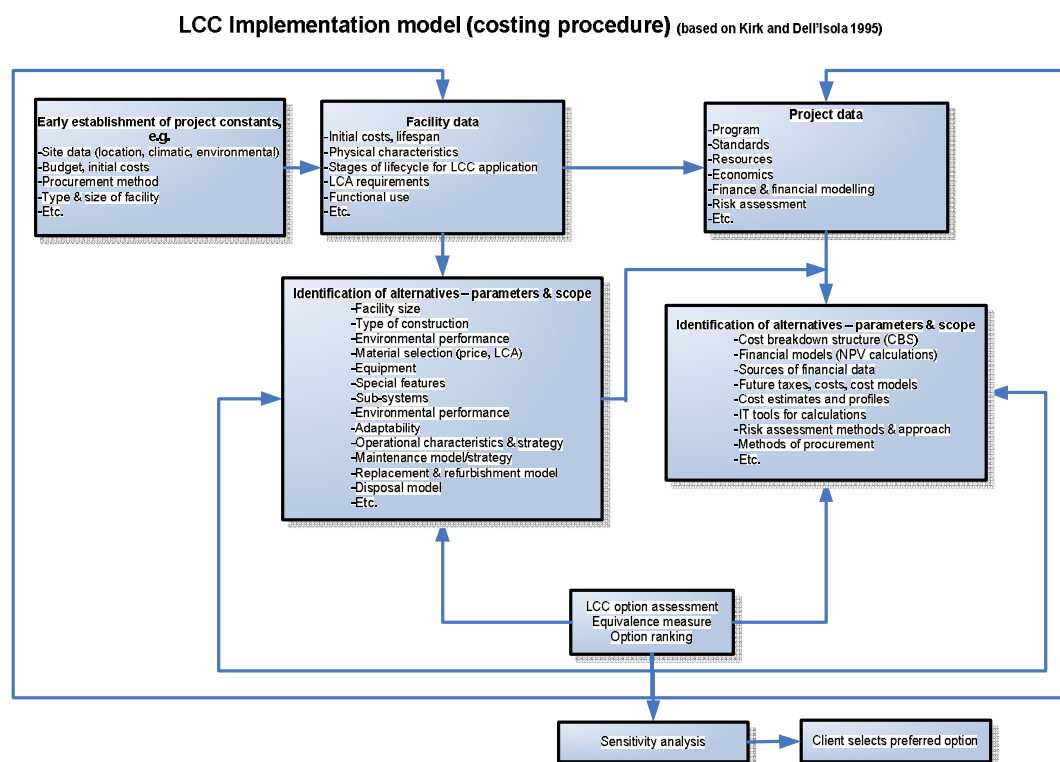 LCC Implementation model (costing procedure) (based on Kirk and Dell'Isola 1995)
Early establishment of project constants,
e.g.
-Site data (location, climatic, environmental)
-Budget, initial costs
-Procurement method
-Type & size of facility
-Etc.
Facility data
-Initial costs, lifespan
-Physical characteristics
-Stages of lifecycle for LCC application
-LCA requirements
-Functional use
-Etc.
Project data
-Program
-Standards
-Resources
-Economics
-Finance & financial modelling
-Risk assessment
-Etc.
Identification of alternatives – parameters & scope
-Facility size
-Type of construction
-Environmental performance
-Material selection (price, LCA)
-Equipment
-Special features
-Sub-systems
-Environmental performance
-Adaptability
-Operational characteristics & strategy
-Maintenance model/strategy
-Replacement & refurbishment model
-Disposal model
-Etc.
Identification of alternatives – parameters & scope
-Cost breakdown structure (CBS)
-Financial models (NPV calculations)
-Sources of financial data
-Future taxes, costs, cost models
-Cost estimates and profiles
-IT tools for calculations
-Risk assessment methods & approach
-Methods of procurement
-Etc.
LCC option assessment
Equivalence measure
Option ranking
Sensitivity analysis
Client selects preferred option